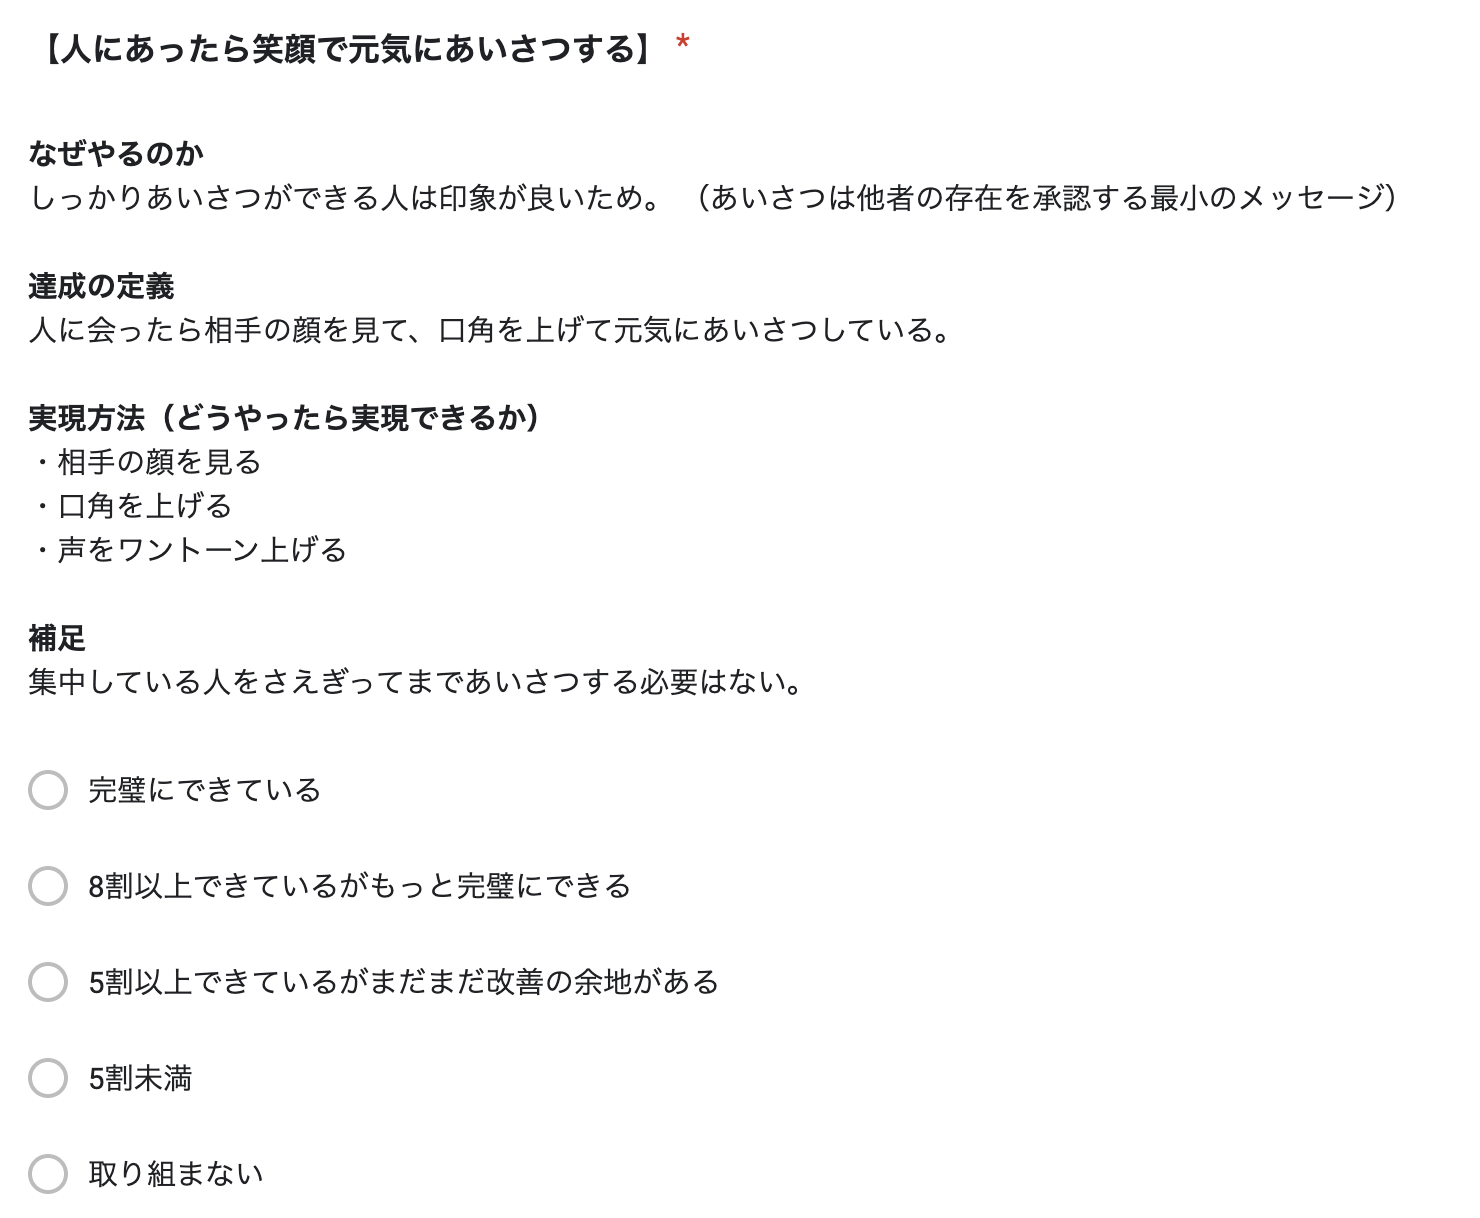 【人にあったら笑顔で元気にあいさつする】 *
なぜやるのか
しっかりあいさつができる人は印象が良いため。 （あいさつは他者の存在を承認する最小のメッセージ）
達成の定義
人に会ったら相手の顔を見て、口角を上げて元気にあいさつしている。
実現方法（どうやったら実現できるか）
・相手の顔を見る
・口角を上げる
・声をワントーン上げる
補足
集中している人をさえぎってまであいさつする必要はない。
完璧にできている
8割以上できているがもっと完璧にできる
5割以上できているがまだまだ改善の余地がある
5割未満
取り組まない